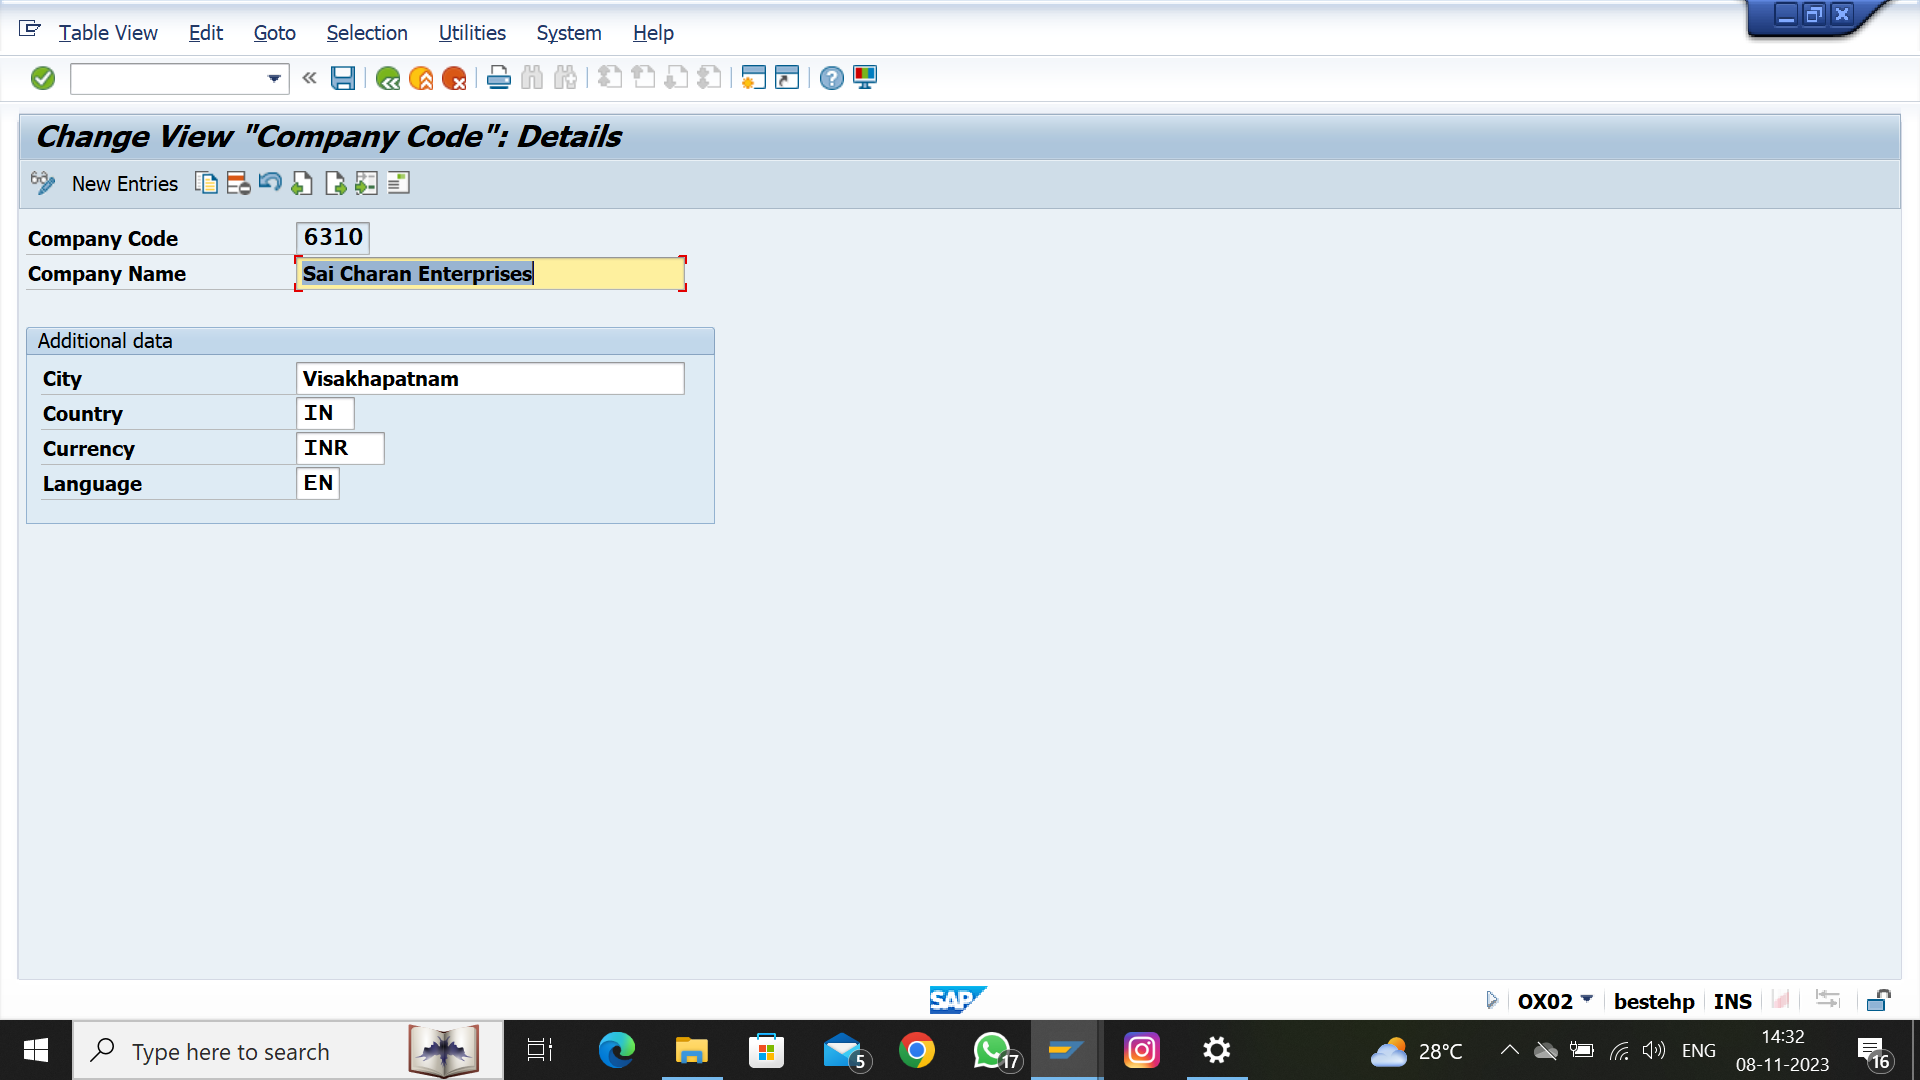 Table View Edit Goto Selection Utilities System Help
Change View "Company Code": Details
New Entries
Company Code 6310
Company Name Sai Charan Enterprises
Additional data
City Visakhapatnam
Country IN
Currency INR
Language EN
SAP OX02 bestehp INS
Type here to search 5 17 28°C ENG 14:32
08-11-2023 16